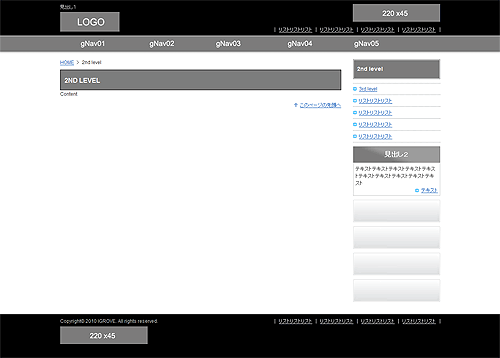 見出し1
LOGO
220 x45
| リストリストリスト | リストリストリスト | リストリストリスト | リストリストリスト |
gNav01 gNav02 gNav03 gNav04 gNav05
HOME > 2nd level
2ND LEVEL
Content
このページの先頭へ
2nd level
3rd level
リストリストリスト
リストリストリスト
リストリストリスト
リストリストリスト
見出し2
テキストテキストテキストテキストテキ
ストテキストテキストテキストテキ
スト
テキスト
Copyright© 2010 IGROVE. All rights reserved.
| リストリストリスト | リストリストリスト | リストリストリスト | リストリストリスト |
220 x45